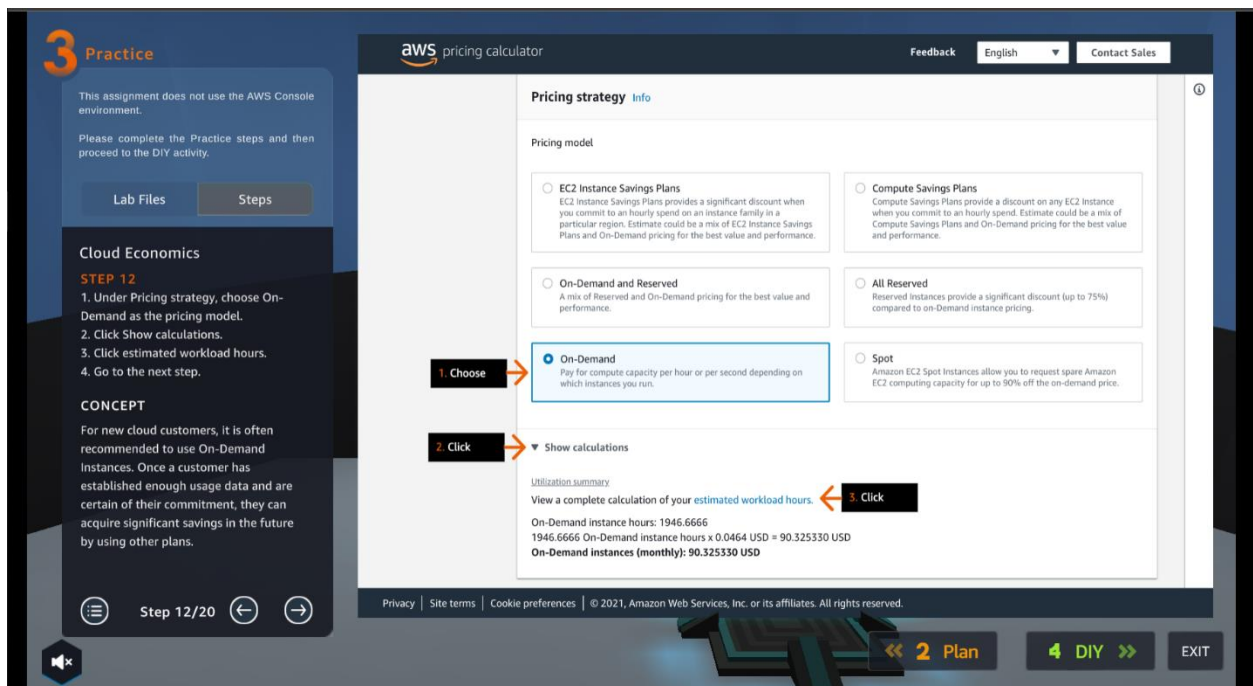 3 Practice
This assignment does not use the AWS Console
environment.
Please complete the Practice steps and then
proceed to the DIY activity.
Lab Files
Steps
Cloud Economics
STEP 12
1. Under Pricing strategy, choose On-
Demand as the pricing model.
2. Click Show calculations.
3. Click estimated workload hours.
4. Go to the next step.
CONCEPT
For new cloud customers, it is often
recommended to use On-Demand
Instances. Once a customer has
established enough usage data and are
certain of their commitment, they can
acquire significant savings in the future
by using other plans.
Step 12/20
aws pricing calculator
Feedback
English
Contact Sales
Pricing strategy Info
Pricing model
EC2 Instance Savings Plans
EC2 Instance Savings Plans provides a significant discount when
you commit to an hourly spend on an instance family in a
particular region. Estimate could be a mix of EC2 Instance Savings
Plans and On-Demand pricing for the best value and performance.
Compute Savings Plans
Compute Savings Plans provide a discount on any EC2 Instance
when you commit to an hourly spend. Estimate could be a mix of
Compute Savings Plans and On-Demand pricing for the best value
and performance.
On-Demand and Reserved
A mix of Reserved and On-Demand pricing for the best value and
performance.
All Reserved
Reserved Instances provide a significant discount (up to 75%)
compared to on-Demand instance pricing.
1. Choose
On-Demand
Pay for compute capacity per hour or per second depending on
which instances you run.
Spot
Amazon EC2 Spot Instances allow you to request spare Amazon
EC2 computing capacity for up to 90% off the on-demand price.
2. Click
Show calculations
Utilization summary
View a complete calculation of your estimated workload hours.
3. Click
On-Demand instance hours: 1946.6666
1946.6666 On-Demand instance hours x 0.0464 USD = 90.325330 USD
On-Demand instances (monthly): 90.325330 USD
Privacy | Site terms | Cookie preferences | © 2021, Amazon Web Services, Inc. or its affiliates. All rights reserved.
2 Plan
4 DIY
EXIT